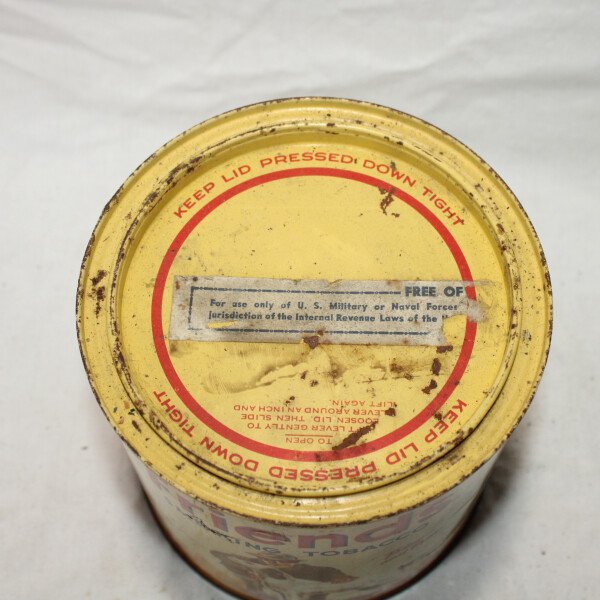 KEEP LID PRESSED DOWN TIGHT
FREE OF
For use only of U. S. Military or Naval Forces
Jurisdiction of the Internal Revenue Laws of the
KEEP LID PRESSED DOWN TIGHT
TO OPEN
LEVER GENTLY TO
LOOSEN LID, THEN SLIDE
LEVER AROUND AN INCH AND
LIFT AGAIN.
Friends
TOBACCO